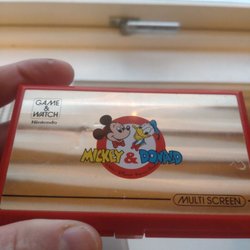 GAME
&
WATCH
Nintendo
MICKEY & DONALD
MULTI SCREEN